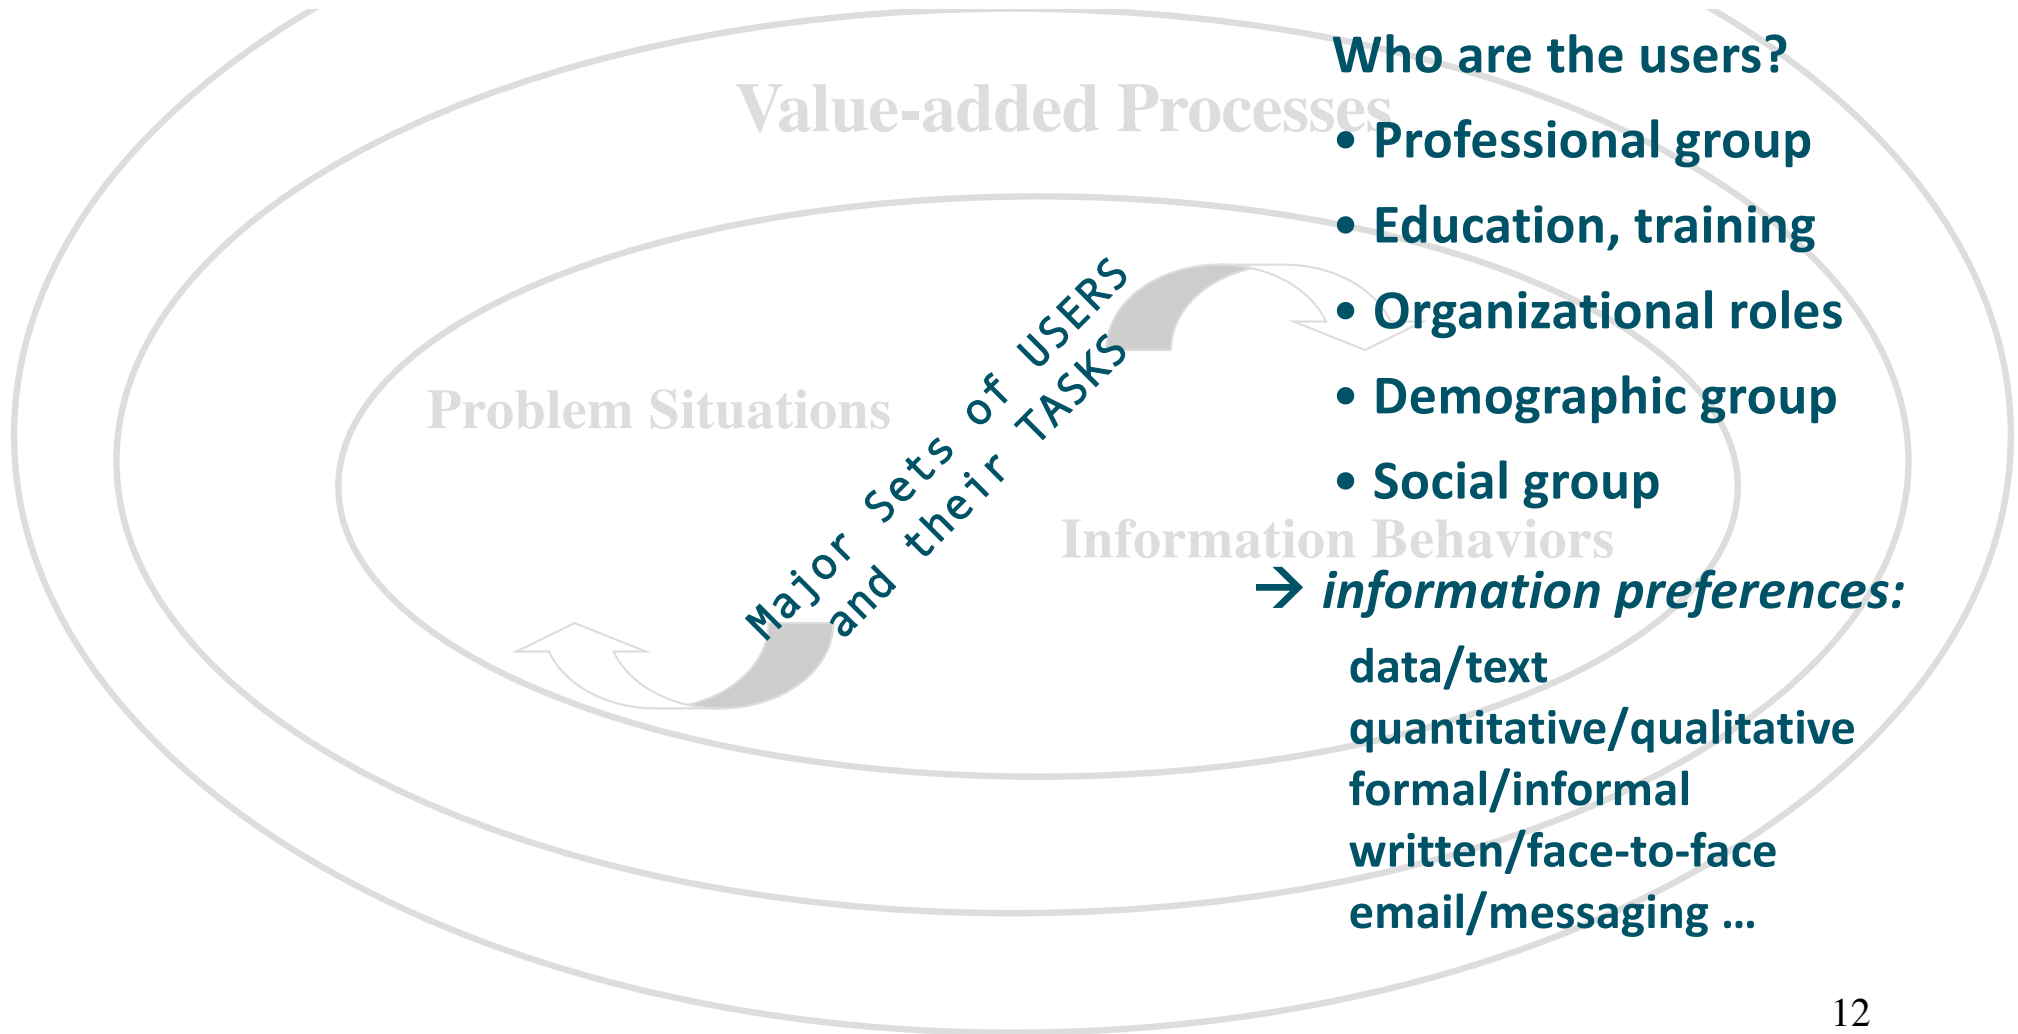 Value-added Processes
Problem Situations
Major Sets of USERS
and their TASKS
Information Behaviors
Who are the users?
• Professional group
• Education, training
• Organizational roles
• Demographic group
• Social group
→ information preferences:
data/text
quantitative/qualitative
formal/informal
written/face-to-face
email/messaging …
12